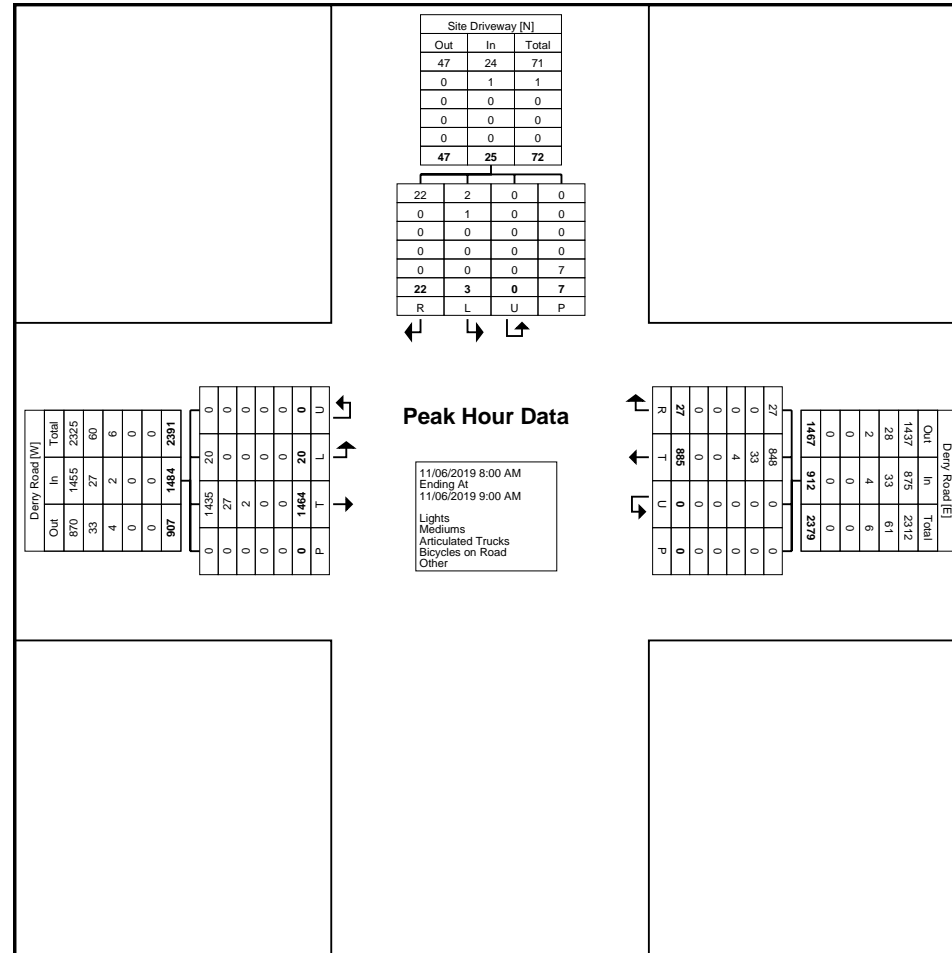 Site Driveway [N]
Out In Total
47 24 71
0 1 1
0 0 0
0 0 0
0 0 0
47 25 72
22 2 0 0
0 1 0 0
0 0 0 0
0 0 0 0
0 0 0 7
22 3 0 7
R L U P
Peak Hour Data
11/06/2019 8:00 AM
Ending At
11/06/2019 9:00 AM
Lights
Mediums
Articulated Trucks
Bicycles on Road
Other
Derry Road [W]
Total 2325 60 6 0 0 2391
In 1455 27 2 0 0 1484
Out 870 33 4 0 0 907
0 0 0 0 0 0 U
20 0 0 0 0 20 L
1435 27 2 0 0 1464 T
0 0 0 0 0 0 P
Derry Road [E]
Out In Total
1437 875 2312
28 33 61
2 4 6
0 0 0
0 0 0
1467 912 2379
27 848 0 0
0 33 0 0
0 4 0 0
0 0 0 0
0 0 0 0
27 885 0 0
R T U P